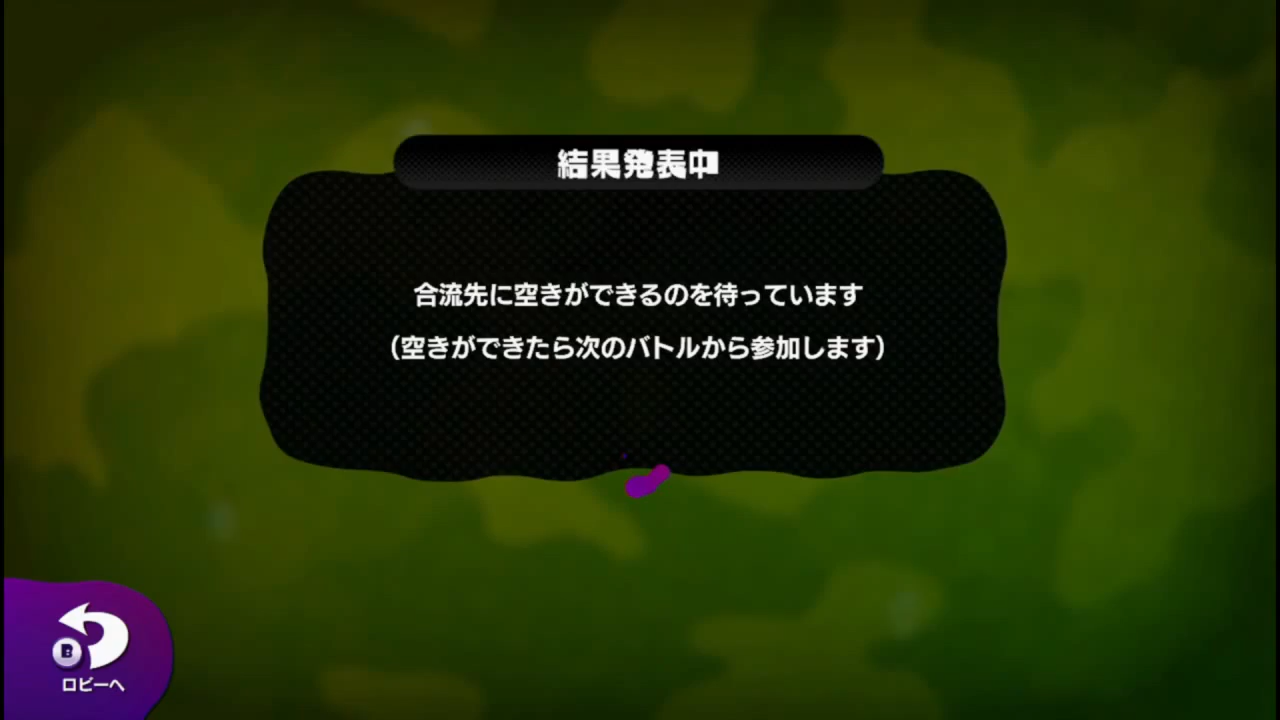 結果発表中
合流先に空きができるのを待っています
（空きができたら次のバトルから参加します）
B
ロビーへ